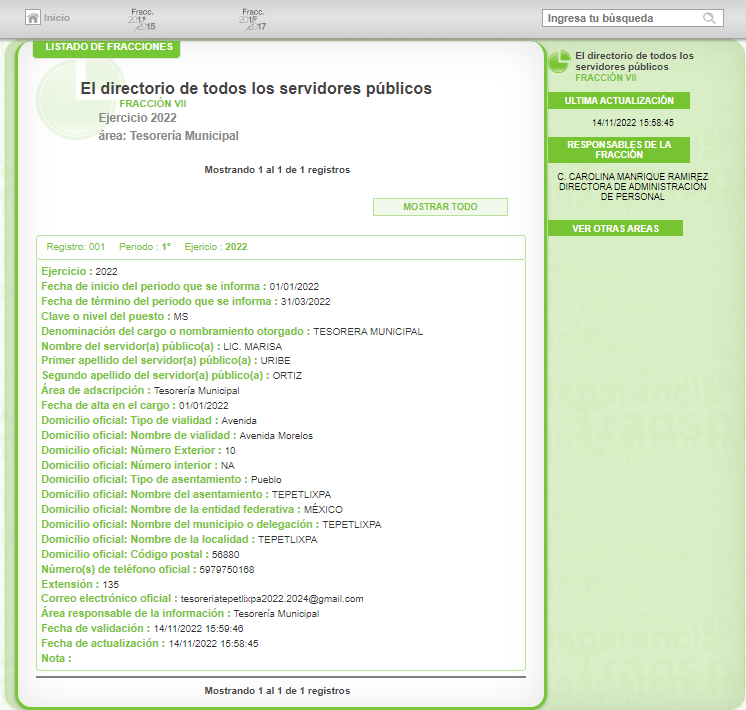 Inicio
Fracc.
2015
Fracc.
2017
Ingresa tu búsqueda
LISTADO DE FRACCIONES
El directorio de todos los servidores públicos
FRACCIÓN VII
Ejercicio 2022
área: Tesorería Municipal
Mostrando 1 al 1 de 1 registros
MOSTRAR TODO
Registro: 001 Periodo : 1° Ejericio : 2022
Ejercicio : 2022
Fecha de inicio del periodo que se informa : 01/01/2022
Fecha de término del periodo que se informa : 31/03/2022
Clave o nivel del puesto : MS
Denominación del cargo o nombramiento otorgado : TESORERA MUNICIPAL
Nombre del servidor(a) público(a) : LIC. MARISA
Primer apellido del servidor(a) público(a) : URIBE
Segundo apellido del servidor(a) público(a) : ORTIZ
Área de adscripción : Tesorería Municipal
Fecha de alta en el cargo : 01/01/2022
Domicilio oficial: Tipo de vialidad : Avenida
Domicilio oficial: Nombre de vialidad : Avenida Morelos
Domicilio oficial: Número Exterior : 10
Domicilio oficial: Número interior : NA
Domicilio oficial: Tipo de asentamiento : Pueblo
Domicilio oficial: Nombre del asentamiento : TEPETLIXPA
Domicilio oficial: Nombre de la entidad federativa : MÉXICO
Domicilio oficial: Nombre del municipio o delegación : TEPETLIXPA
Domicilio oficial: Nombre de la localidad : TEPETLIXPA
Domicilio oficial: Código postal : 56880
Número(s) de teléfono oficial : 5979750168
Extensión : 135
Correo electrónico oficial : tesoreriatepetlixpa2022.2024@gmail.com
Área responsable de la información : Tesorería Municipal
Fecha de validación : 14/11/2022 15:59:46
Fecha de actualización : 14/11/2022 15:58:45
Nota :
Mostrando 1 al 1 de 1 registros
El directorio de todos los
servidores públicos
FRACCIÓN VII
ULTIMA ACTUALIZACIÓN
14/11/2022 15:58:45
RESPONSABLES DE LA
FRACCIÓN
C. CAROLINA MANRIQUE RAMIREZ
DIRECTORA DE ADMINISTRACIÓN
DE PERSONAL
VER OTRAS AREAS